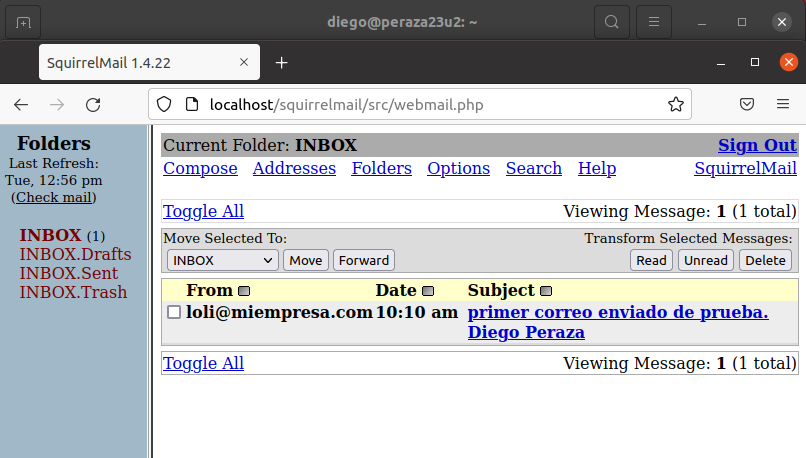 diego@peraza23u2: ~
SquirrelMail 1.4.22
localhost/squirrelmail/src/webmail.php
Folders
Last Refresh:
Tue, 12:56 pm
(Check mail)
INBOX (1)
INBOX.Drafts
INBOX.Sent
INBOX.Trash
Current Folder: INBOX Sign Out
Compose Addresses Folders Options Search Help SquirrelMail
Toggle All Viewing Message: 1 (1 total)
Move Selected To: Transform Selected Messages:
INBOX Move Forward Read Unread Delete
From Date Subject
loli@miempresa.com 10:10 am primer correo enviado de prueba.
Diego Peraza
Toggle All Viewing Message: 1 (1 total)